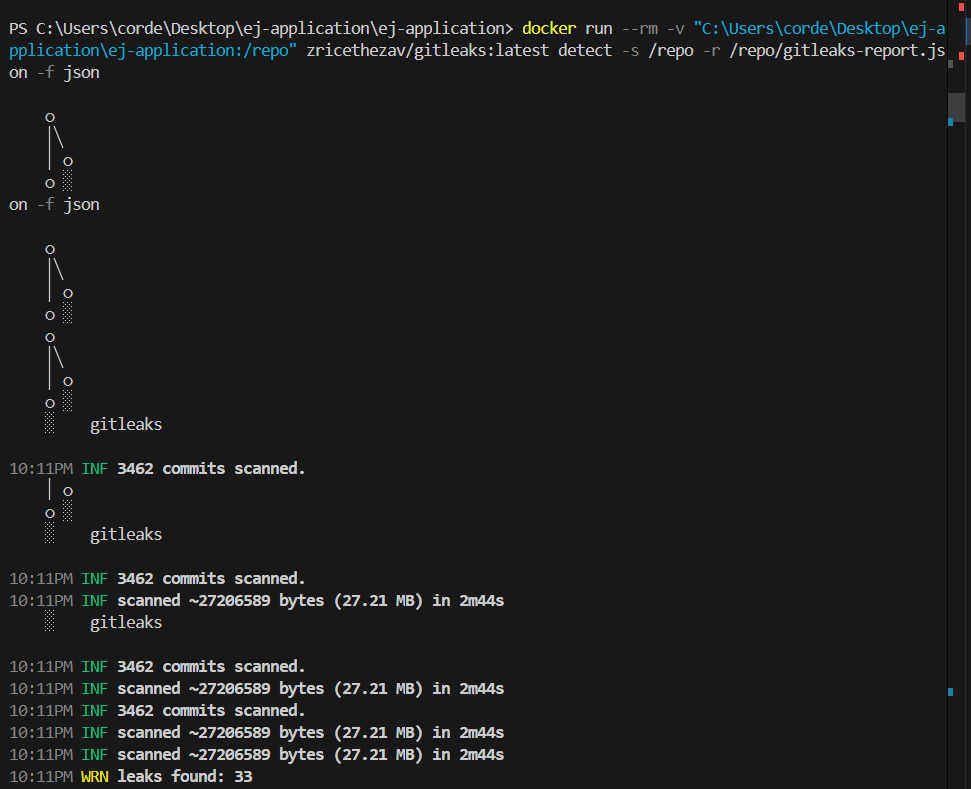 PS C:\Users\corde\Desktop\ej-application\ej-application> docker run --rm -v "C:\Users\corde\Desktop\ej-a
pplication\ej-application:/repo" zricethezav/gitleaks:latest detect -s /repo -r /repo/gitleaks-report.js
on -f json
    ○
    │╲
    │ ○
    ○ ░
on -f json
    ○
    │╲
    │ ○
    ○ ░
    ○
    │╲
    │ ○
    ○ ░
    ░    gitleaks
10:11PM INF 3462 commits scanned.
    │ ○
    ○ ░
    ░    gitleaks
10:11PM INF 3462 commits scanned.
10:11PM INF scanned ~27206589 bytes (27.21 MB) in 2m44s
    ░    gitleaks
10:11PM INF 3462 commits scanned.
10:11PM INF scanned ~27206589 bytes (27.21 MB) in 2m44s
10:11PM INF 3462 commits scanned.
10:11PM INF scanned ~27206589 bytes (27.21 MB) in 2m44s
10:11PM INF scanned ~27206589 bytes (27.21 MB) in 2m44s
10:11PM WRN leaks found: 33